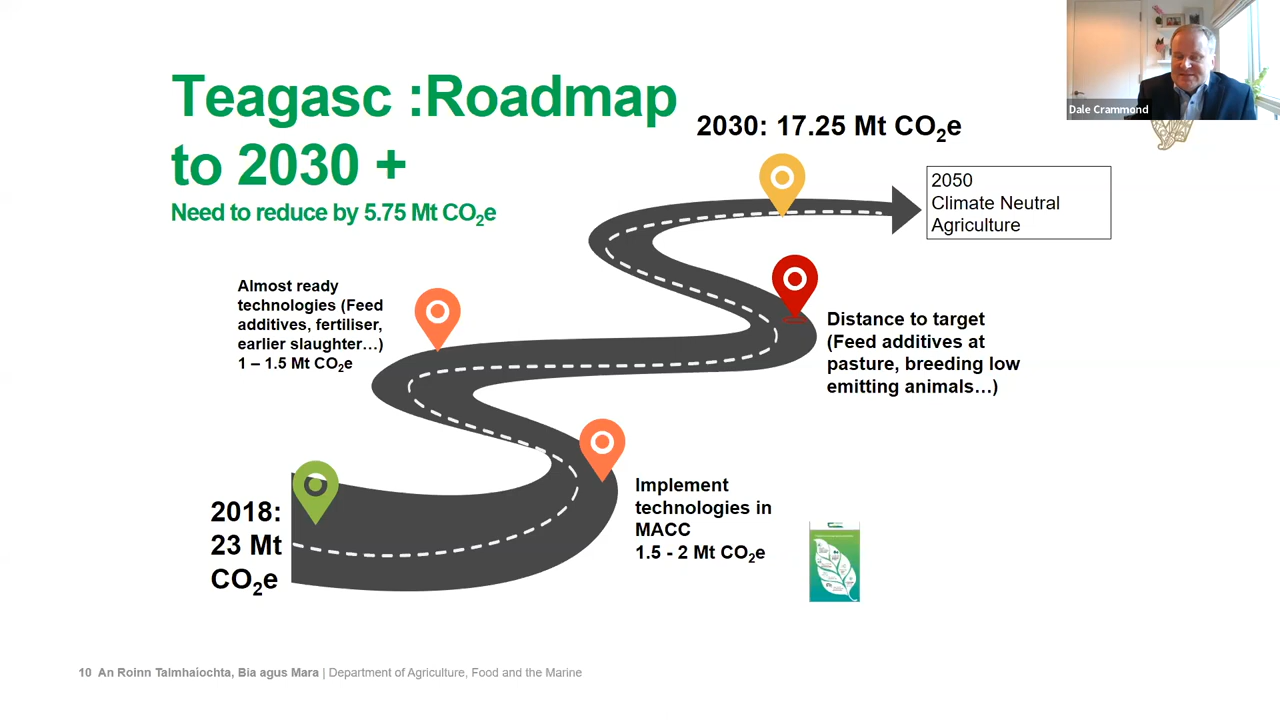 Teagasc :Roadmap
to 2030 +
Need to reduce by 5.75 Mt CO₂e
Dale Crammond
2030: 17.25 Mt CO₂e
2050
Climate Neutral
Agriculture
Almost ready
technologies (Feed
additives, fertiliser,
earlier slaughter…)
1 – 1.5 Mt CO₂e
Distance to target
(Feed additives at
pasture, breeding low
emitting animals…)
Implement
technologies in
MACC
1.5 - 2 Mt CO₂e
2018:
23 Mt
CO₂e
10 An Roinn Talmhaíochta, Bia agus Mara | Department of Agriculture, Food and the Marine